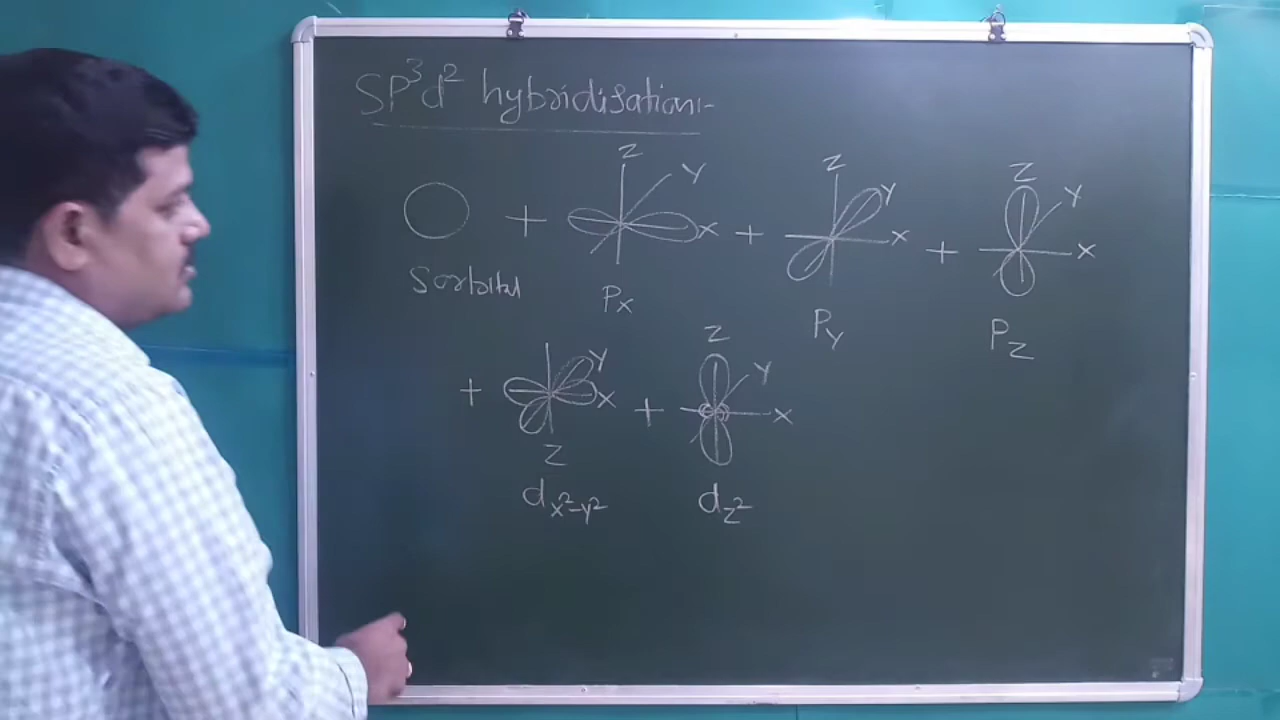 SP³d² hybridisation:-
Z Y X Z Y X Z Y X
+ + +
S orbital Px Py Pz
+ Y X Z + Z Y X
dx²-y² dz²